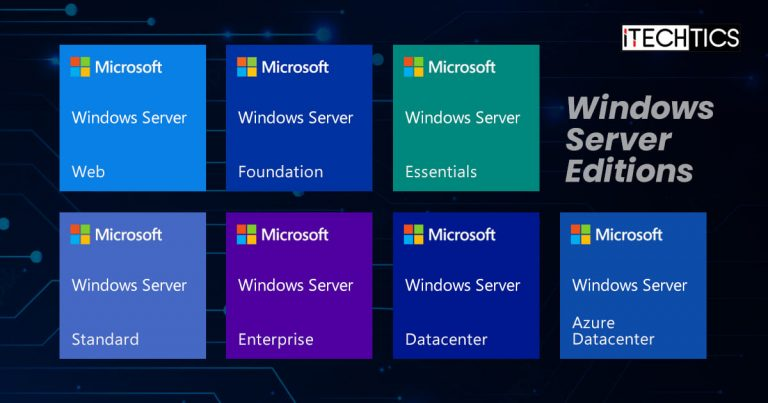 iTECHTICS
Microsoft
Windows Server
Web
Microsoft
Windows Server
Foundation
Microsoft
Windows Server
Essentials
Windows
Server
Editions
Microsoft
Windows Server
Standard
Microsoft
Windows Server
Enterprise
Microsoft
Windows Server
Datacenter
Microsoft
Windows Server
Azure
Datacenter